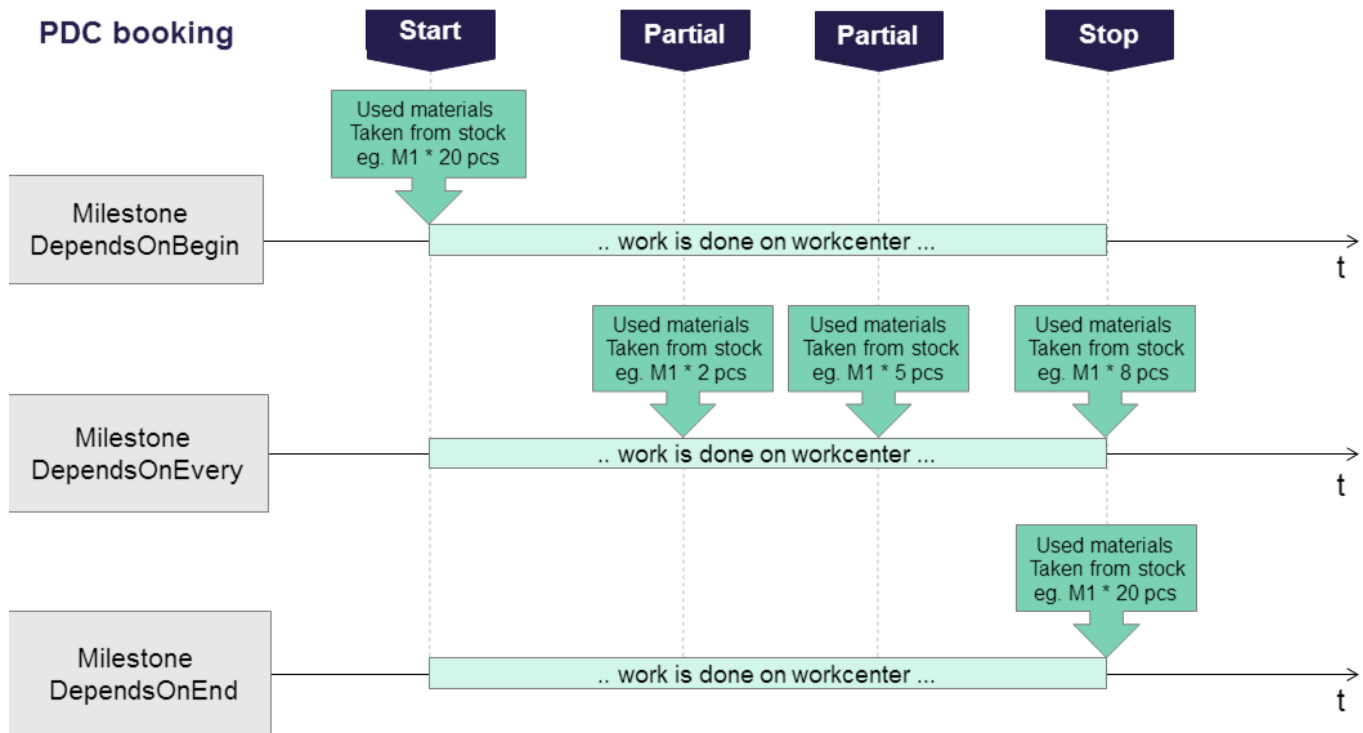 PDC booking
Start
Partial
Partial
Stop
Used materials
Taken from stock
eg. M1 * 20 pcs
Milestone
DependsOnBegin
.. work is done on workcenter ...
t
Used materials
Taken from stock
eg. M1 * 2 pcs
Used materials
Taken from stock
eg. M1 * 5 pcs
Used materials
Taken from stock
eg. M1 * 8 pcs
Milestone
DependsOnEvery
.. work is done on workcenter ...
t
Used materials
Taken from stock
eg. M1 * 20 pcs
Milestone
DependsOnEnd
.. work is done on workcenter ...
t